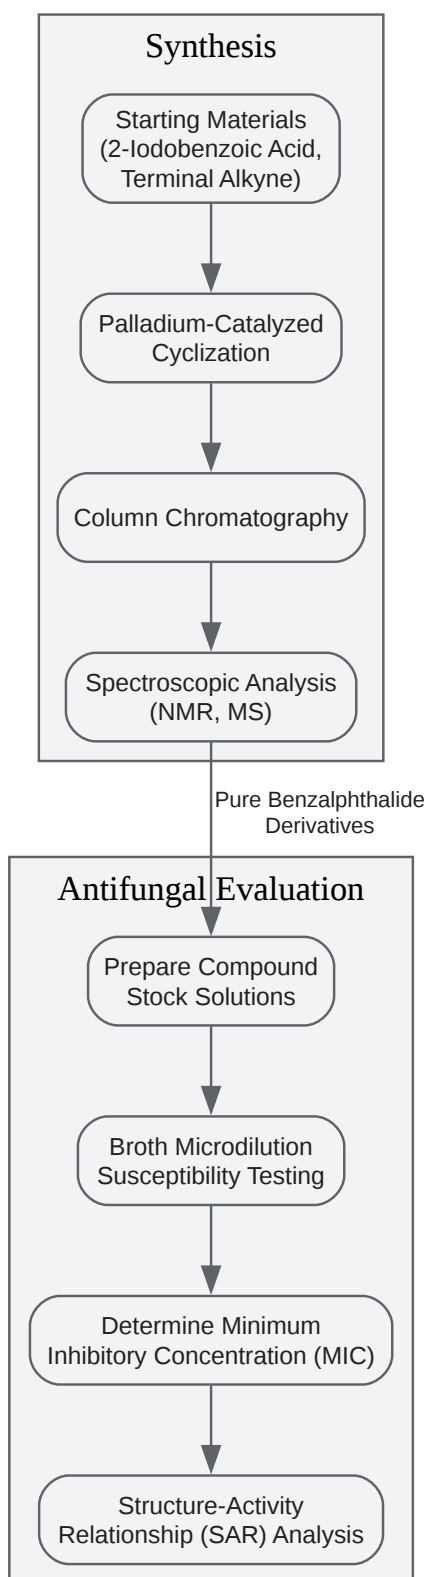 Synthesis
Starting Materials
(2-Iodobenzoic Acid,
Terminal Alkyne)
Palladium-Catalyzed
Cyclization
Column Chromatography
Spectroscopic Analysis
(NMR, MS)
Pure Benzalphthalide
Derivatives
Antifungal Evaluation
Prepare Compound
Stock Solutions
Broth Microdilution
Susceptibility Testing
Determine Minimum
Inhibitory Concentration (MIC)
Structure-Activity
Relationship (SAR) Analysis